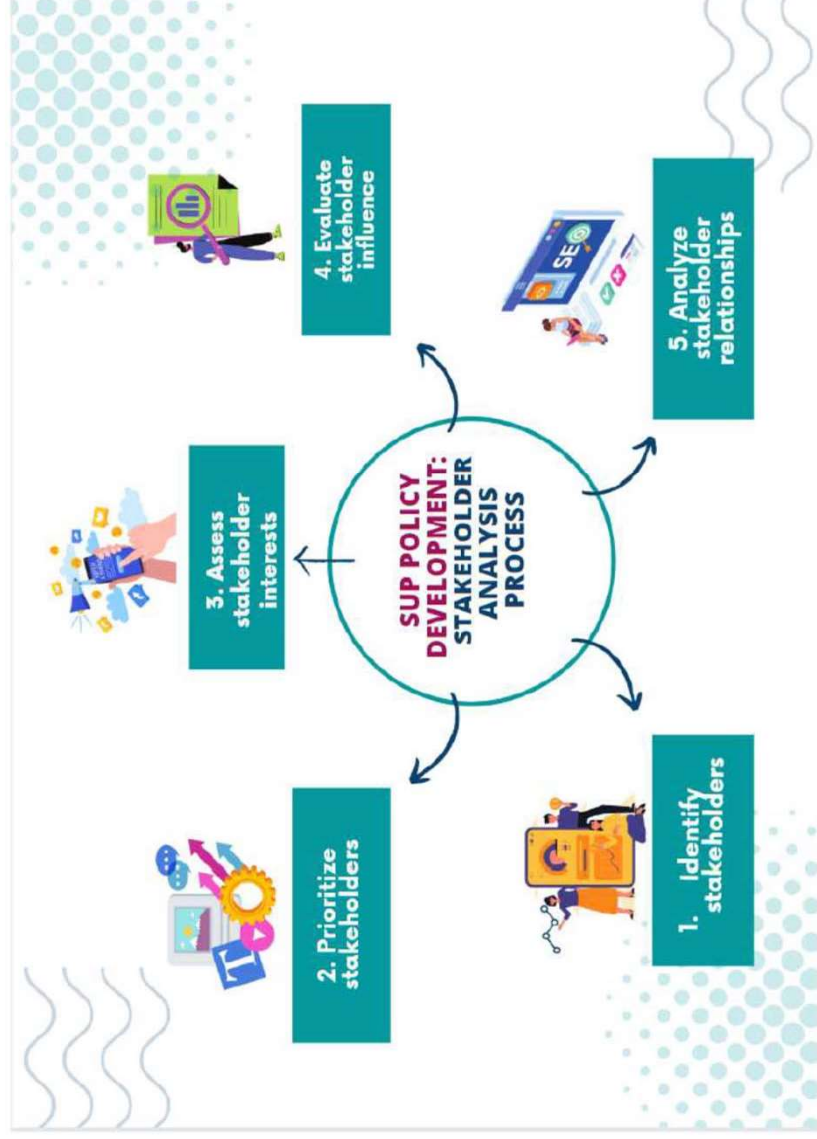 SUP POLICY
DEVELOPMENT:
STAKEHOLDER
ANALYSIS
PROCESS
1. Identify
stakeholders
2. Prioritize
stakeholders
3. Assess
stakeholder
interests
4. Evaluate
stakeholder
influence
5. Analyze
stakeholder
relationships
SEO
T